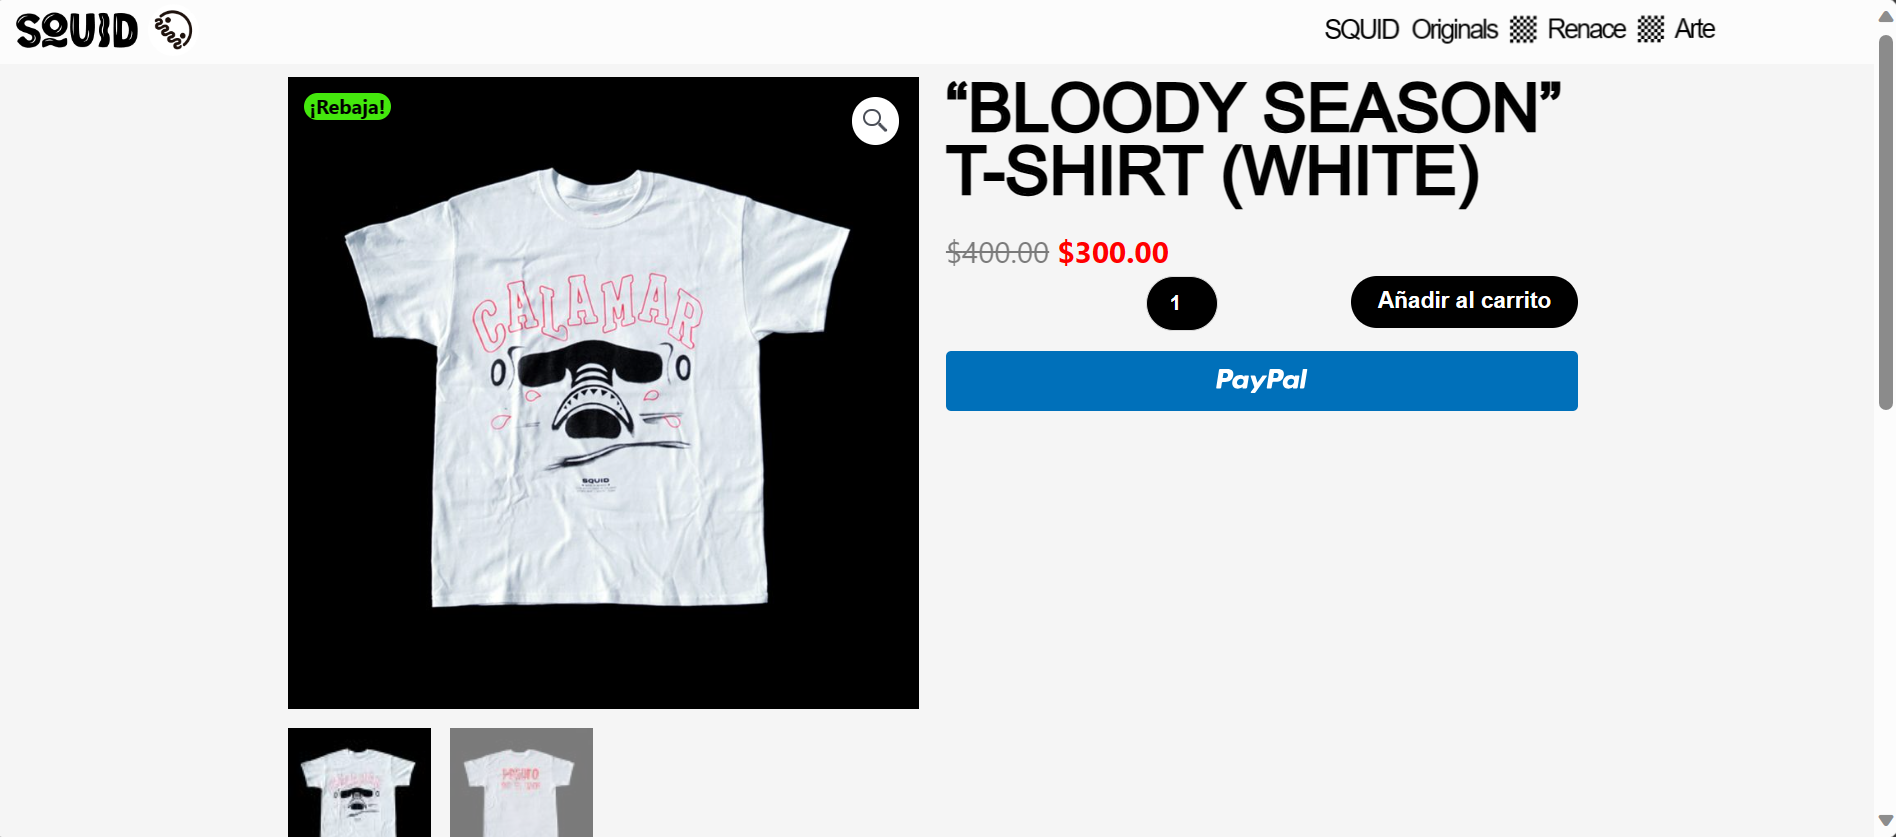 SQUID
SQUID Originals Renace Arte
¡Rebaja!
“BLOODY SEASON”
T-SHIRT (WHITE)
$400.00 $300.00
1
Añadir al carrito
PayPal
CALAMAR
SQUID